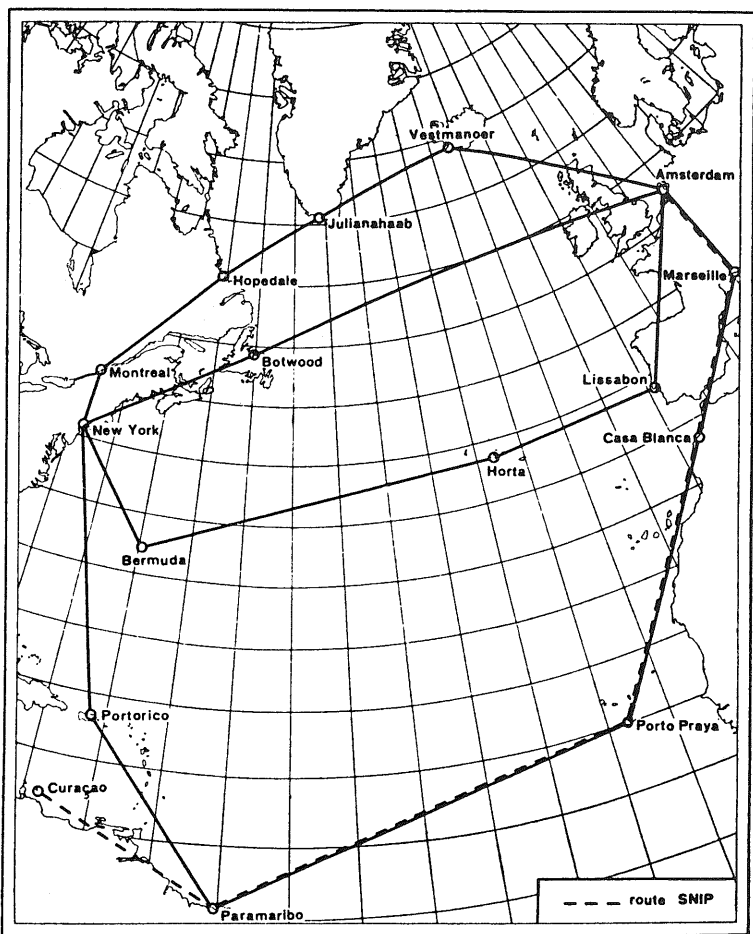 Vestmanoer
Amsterdam
Julianahaab
Marseille
Hopedale
Montreal
Botwood
Lissabon
New York
Casa Blanca
Horta
Bermuda
Portorico
Porto Praya
Curaçao
route SNIP
Paramaribo